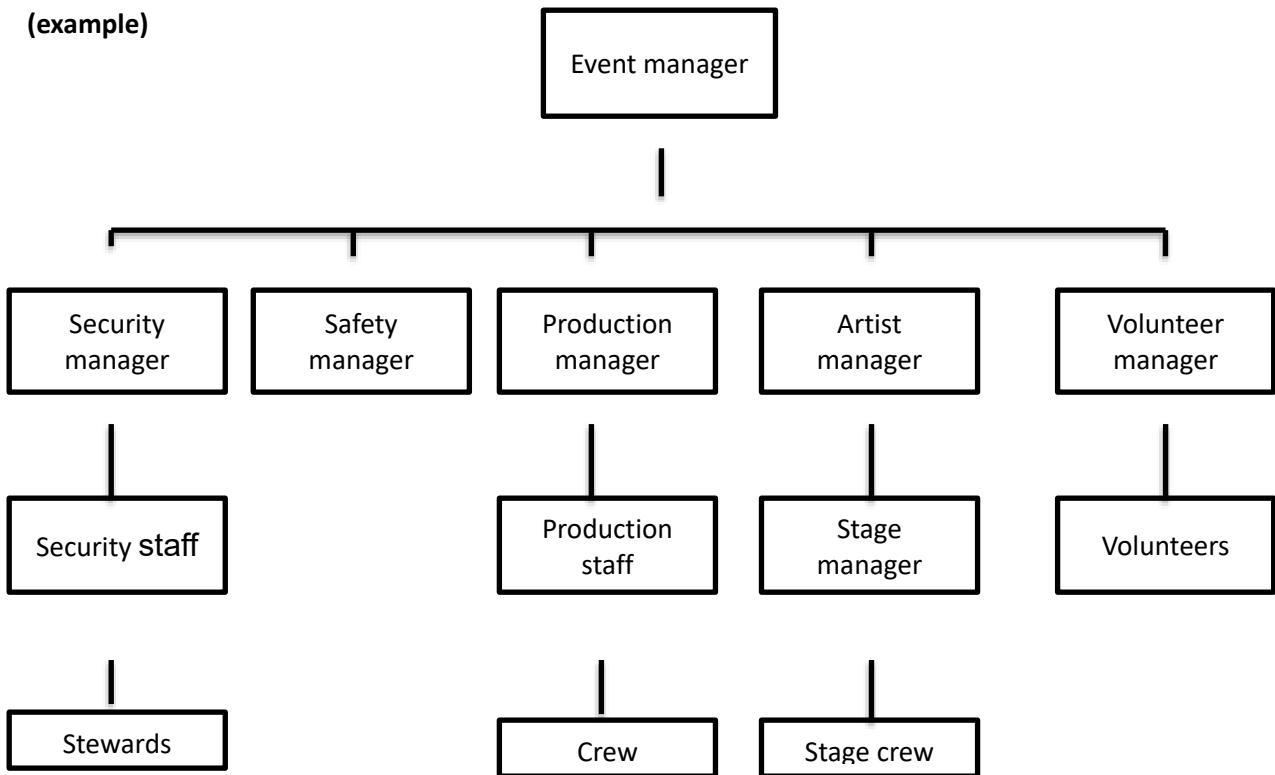 (example)
Event manager
Security
manager
Safety
manager
Production
manager
Artist
manager
Volunteer
manager
Security staff
Production
staff
Stage
manager
Volunteers
Stewards
Crew
Stage crew